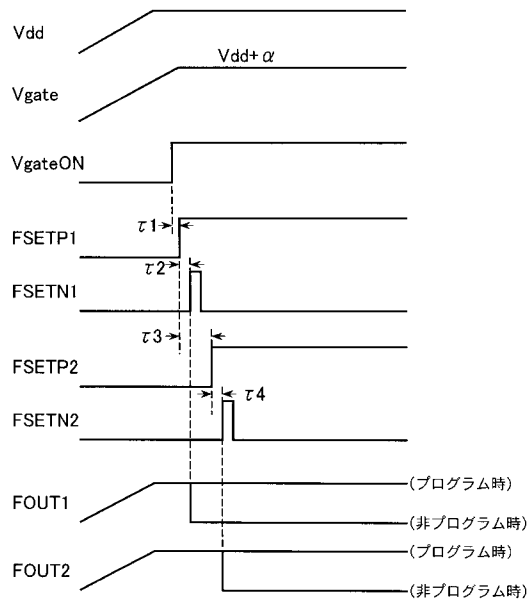 Vdd
Vdd+α
Vgate
VgateON
τ1
FSETP1
τ2
FSETN1
τ3
FSETP2
τ4
FSETN2
(プログラム時)
FOUT1
(非プログラム時)
(プログラム時)
FOUT2
(非プログラム時)